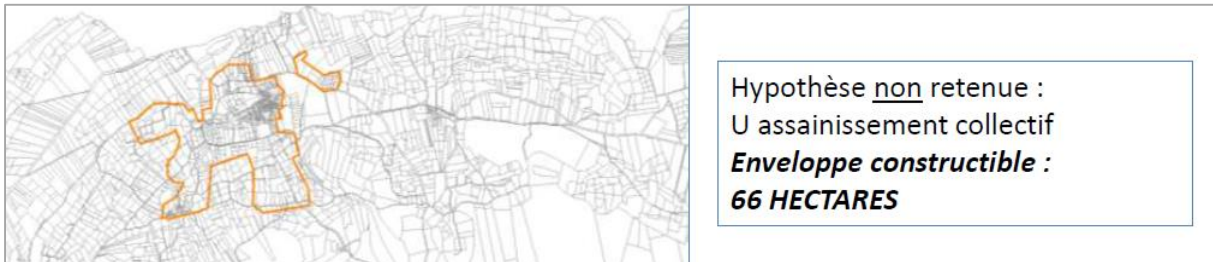 Hypothèse non retenue :
U assainissement collectif
Enveloppe constructible :
66 HECTARES